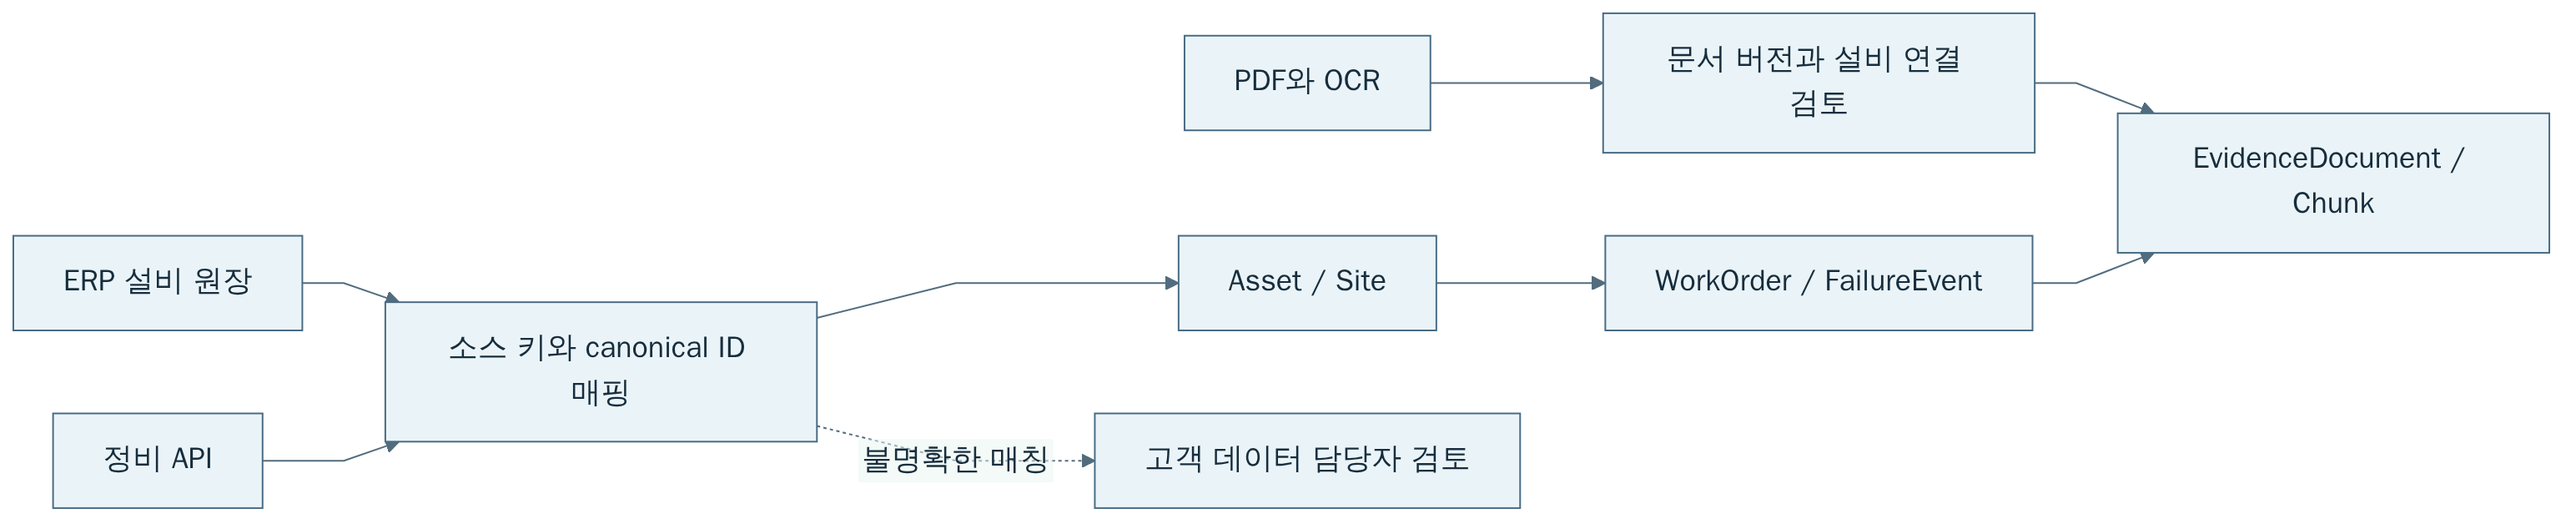 PDF와 OCR
문서 버전과 설비 연결
검토
EvidenceDocument /
Chunk
ERP 설비 원장
소스 키와 canonical ID
매핑
Asset / Site
WorkOrder / FailureEvent
정비 API
불명확한 매칭
고객 데이터 담당자 검토